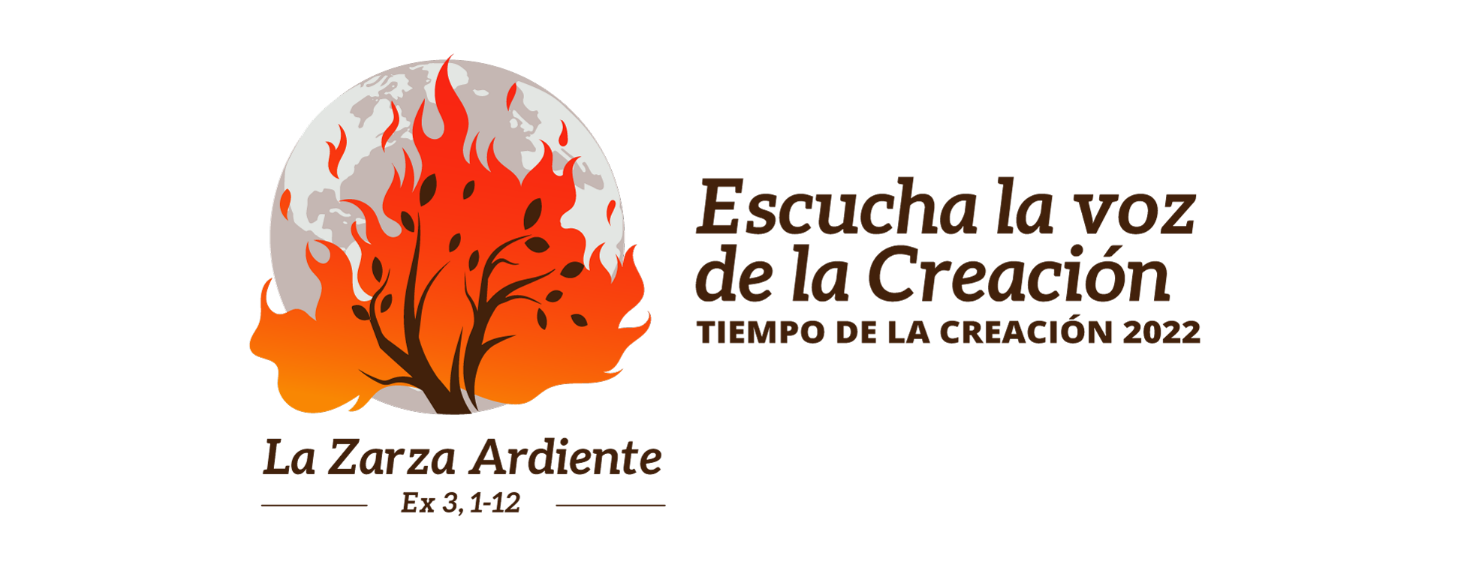 Escucha la voz
de la Creación
TIEMPO DE LA CREACIÓN 2022
La Zarza Ardiente
Ex 3, 1-12